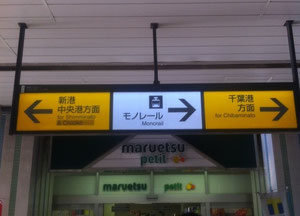 新港
中央港方面
for Shinminato
& Chuoko
モノレール
Monorail
千葉港
方面
for Chibaminato
maruetsu
petit
maruetsu petit